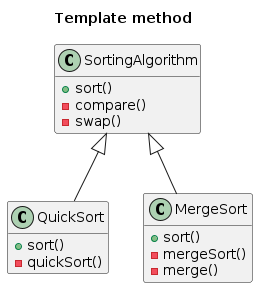 Template method
C SortingAlgorithm
sort()
compare()
swap()
C QuickSort
sort()
quickSort()
C MergeSort
sort()
mergeSort()
merge()